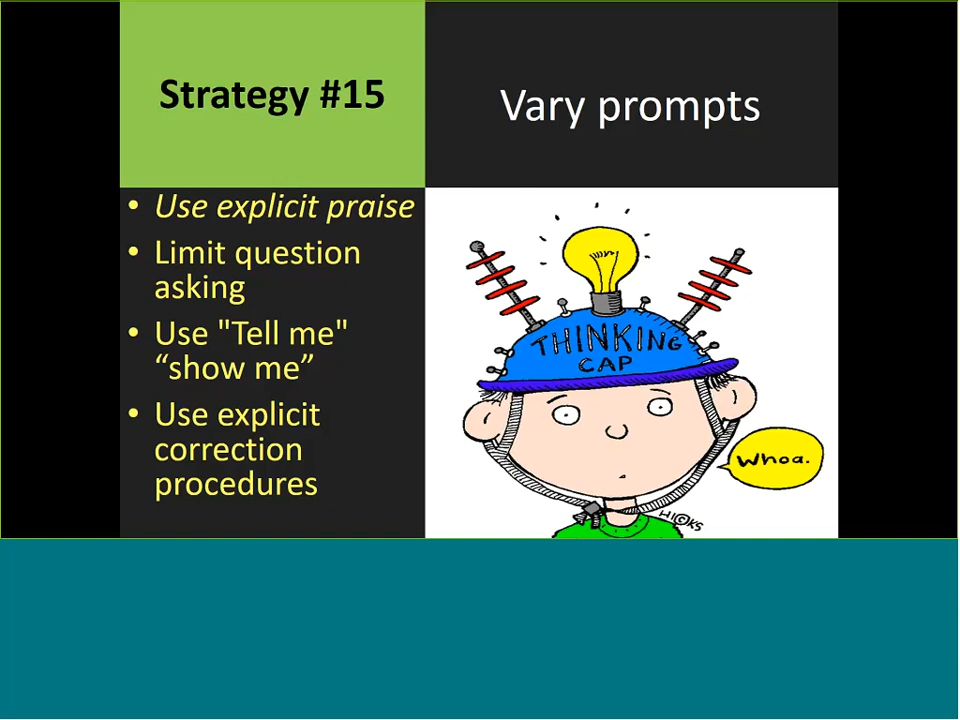 Strategy #15
Vary prompts
• Use explicit praise
• Limit question
asking
• Use "Tell me"
“show me”
• Use explicit
correction
procedures
THINKING
CAP
Whoa.
HICKS